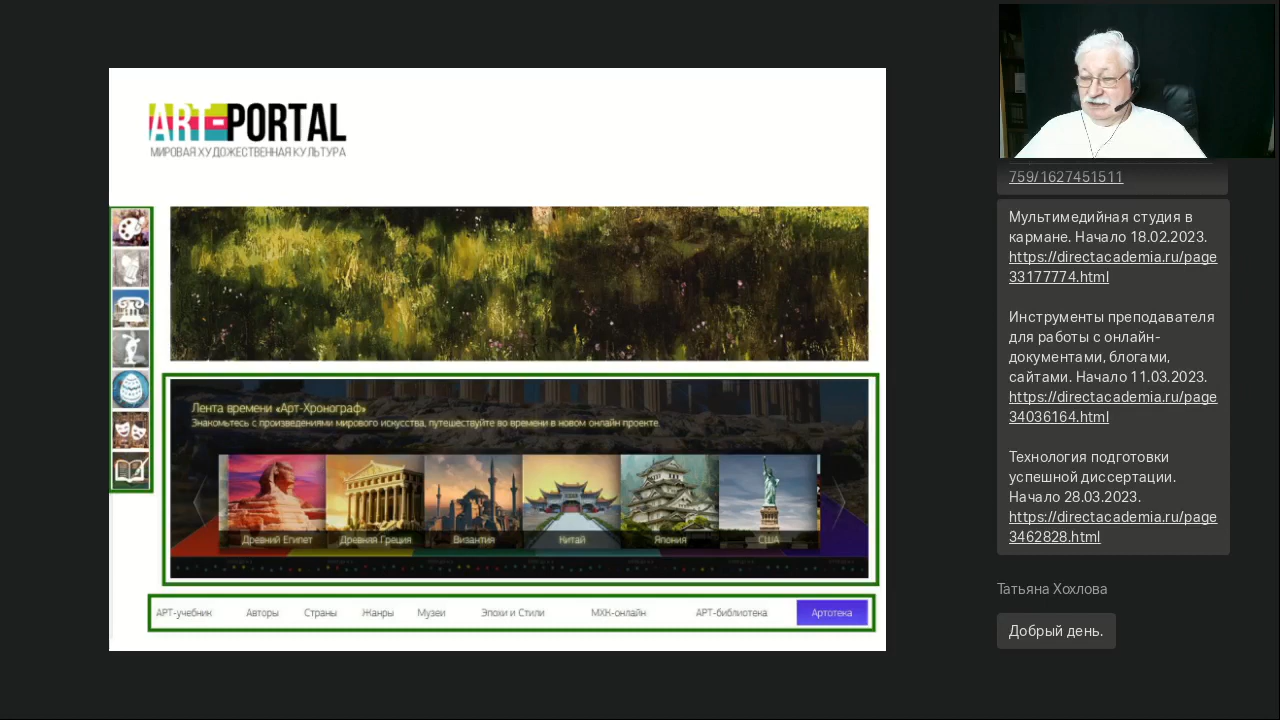 ART-PORTAL
МИРОВАЯ ХУДОЖЕСТВЕННАЯ КУЛЬТУРА
Лента времени «Арт-Хронограф»
Знакомьтесь с произведениями мирового искусства, путешествуйте во времени в новом онлайн проекте.
Древний Египет
Древняя Греция
Византия
Китай
Япония
США
АРТ-учебник
Авторы
Страны
Жанры
Музеи
Эпохи и Стили
МХК-онлайн
АРТ-библиотека
Артотека
759/1627451511
Мультимедийная студия в
кармане. Начало 18.02.2023.
https://directacademia.ru/page
33177774.html
Инструменты преподавателя
для работы с онлайн-
документами, блогами,
сайтами. Начало 11.03.2023.
https://directacademia.ru/page
34036164.html
Технология подготовки
успешной диссертации.
Начало 28.03.2023.
https://directacademia.ru/page
3462828.html
Татьяна Хохлова
Добрый день.